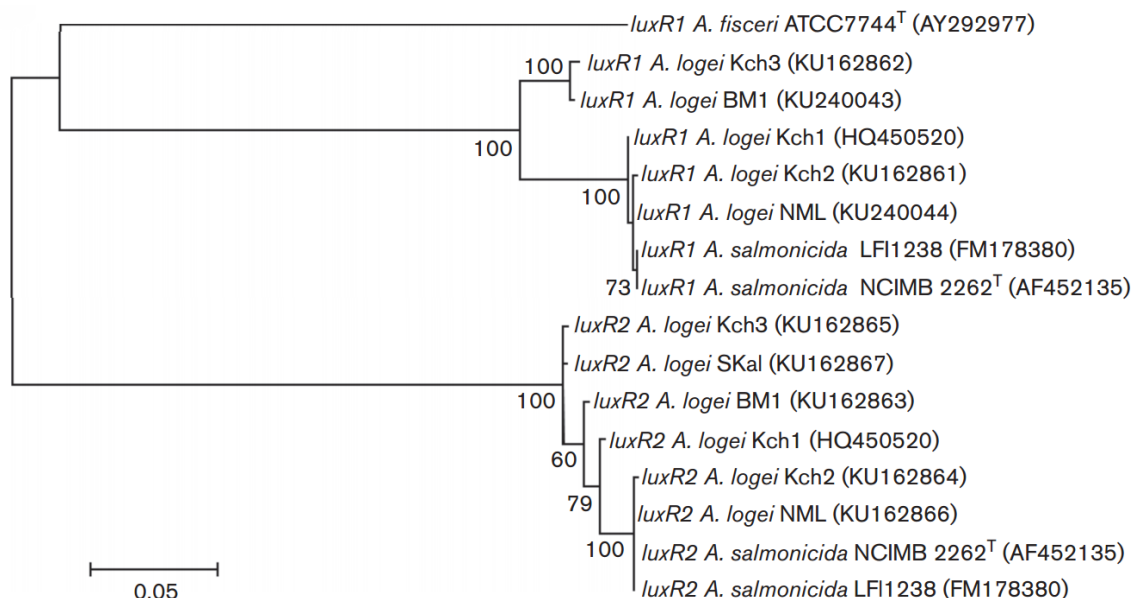 luxR1 A. fisceri ATCC7744T (AY292977)
100
luxR1 A. logei Kch3 (KU162862)
luxR1 A. logei BM1 (KU240043)
100
luxR1 A. logei Kch1 (HQ450520)
luxR1 A. logei Kch2 (KU162861)
100
luxR1 A. logei NML (KU240044)
luxR1 A. salmonicida LFI1238 (FM178380)
73
luxR1 A. salmonicida NCIMB 2262T (AF452135)
luxR2 A. logei Kch3 (KU162865)
luxR2 A. logei SKal (KU162867)
100
luxR2 A. logei BM1 (KU162863)
luxR2 A. logei Kch1 (HQ450520)
60
luxR2 A. logei Kch2 (KU162864)
79
luxR2 A. logei NML (KU162866)
100
luxR2 A. salmonicida NCIMB 2262T (AF452135)
luxR2 A. salmonicida LFI1238 (FM178380)
0.05